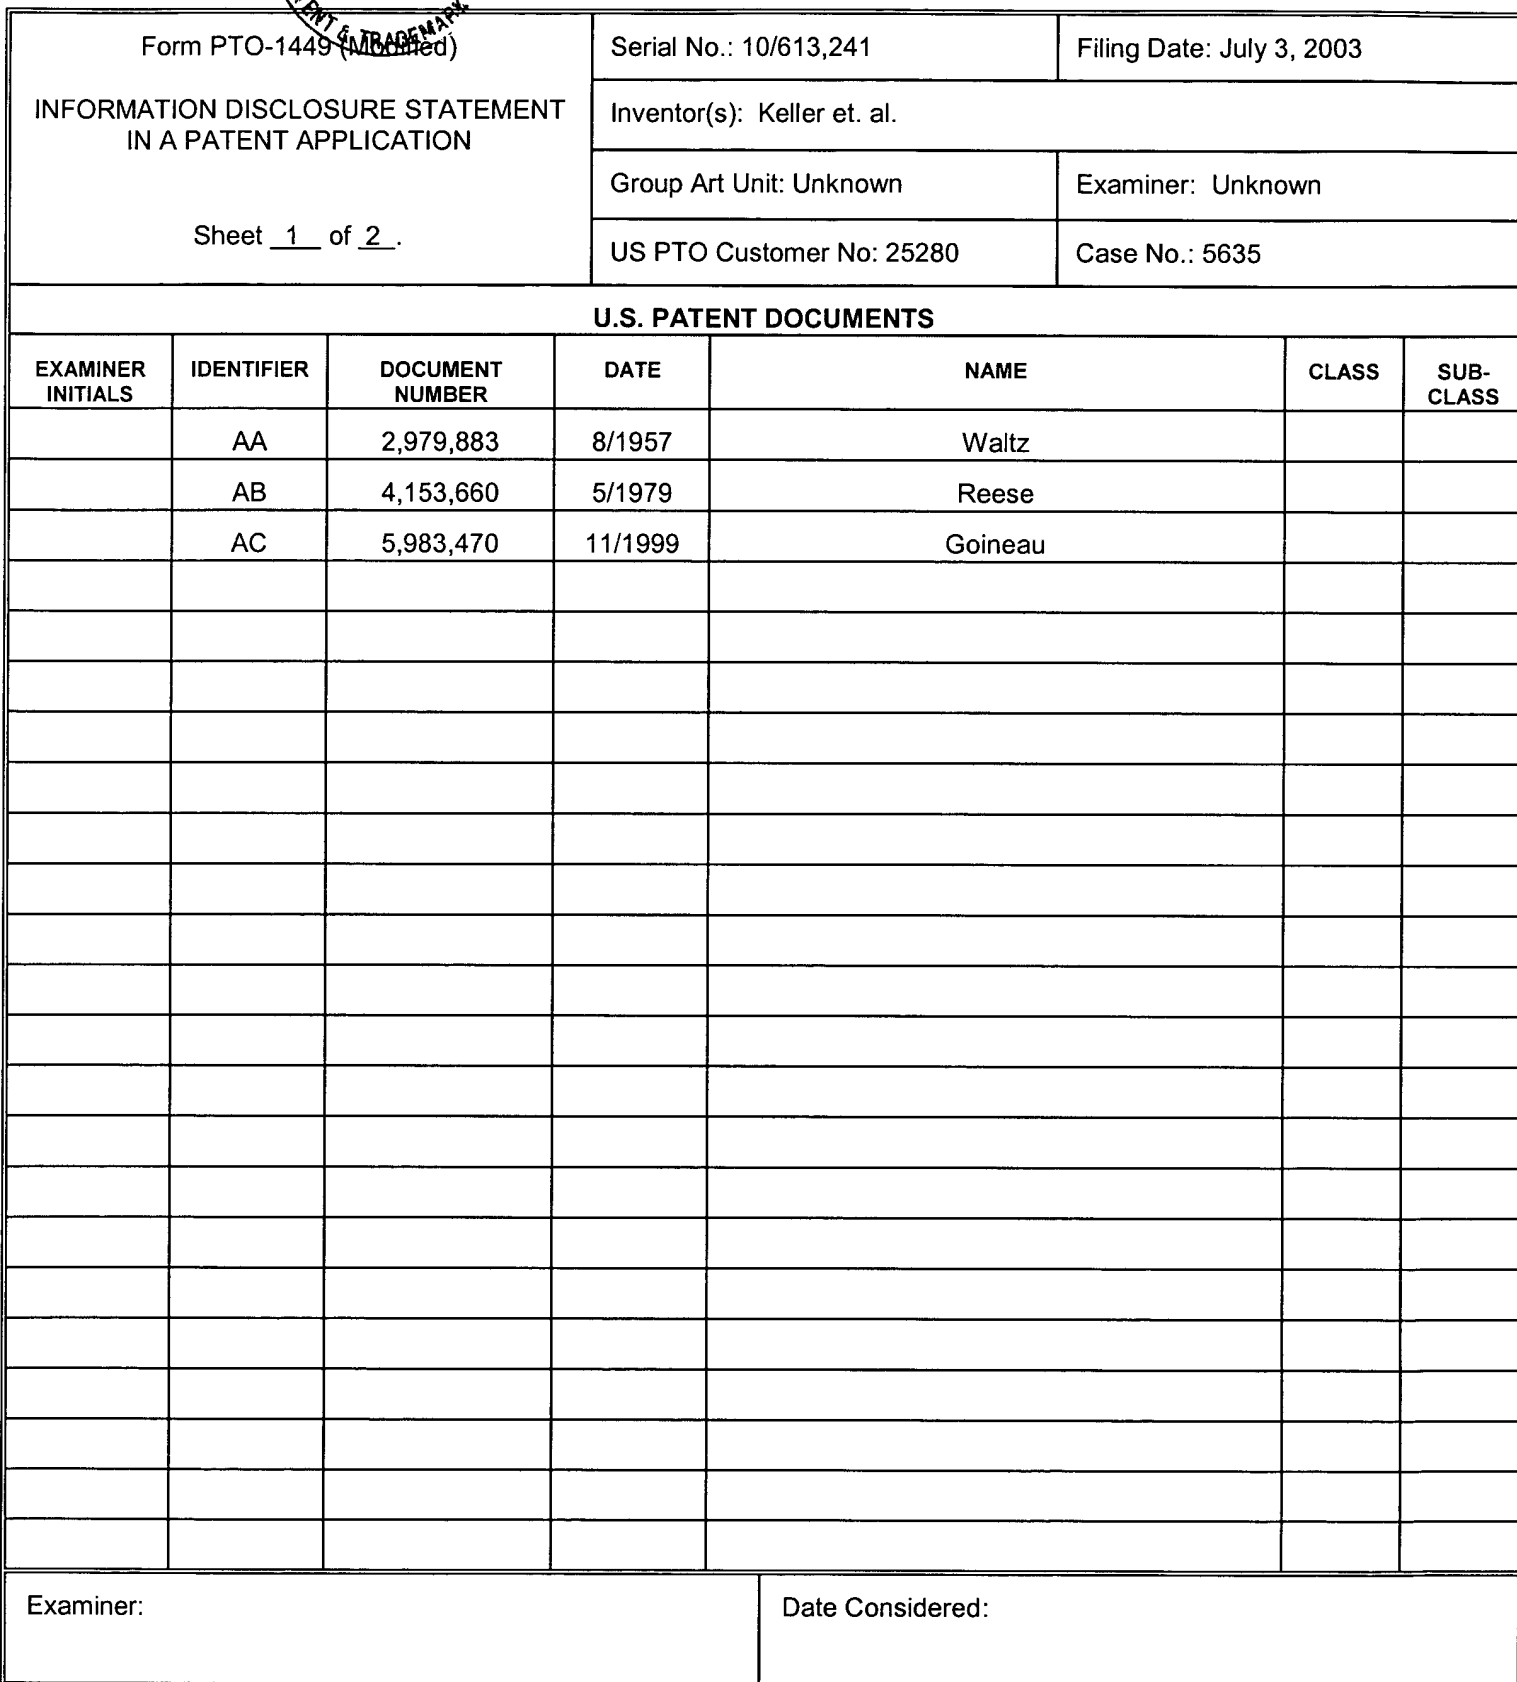 ENT & TRADEMARK
Form PTO-1449 (Modified)
INFORMATION DISCLOSURE STATEMENT
IN A PATENT APPLICATION
Sheet 1 of 2.
Serial No.: 10/613,241
Filing Date: July 3, 2003
Inventor(s): Keller et. al.
Group Art Unit: Unknown
Examiner: Unknown
US PTO Customer No: 25280
Case No.: 5635
U.S. PATENT DOCUMENTS
EXAMINER INITIALS IDENTIFIER DOCUMENT NUMBER DATE NAME CLASS SUB-CLASS
AA 2,979,883 8/1957 Waltz
AB 4,153,660 5/1979 Reese
AC 5,983,470 11/1999 Goineau
Examiner:
Date Considered: